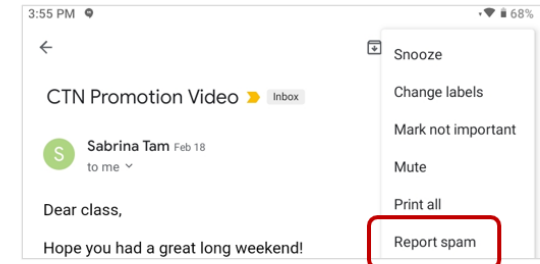 3:55 PM 68%
Snooze
CTN Promotion Video Inbox
Change labels
Mark not important
S Sabrina Tam Feb 18
to me
Mute
Print all
Dear class,
Report spam
Hope you had a great long weekend!